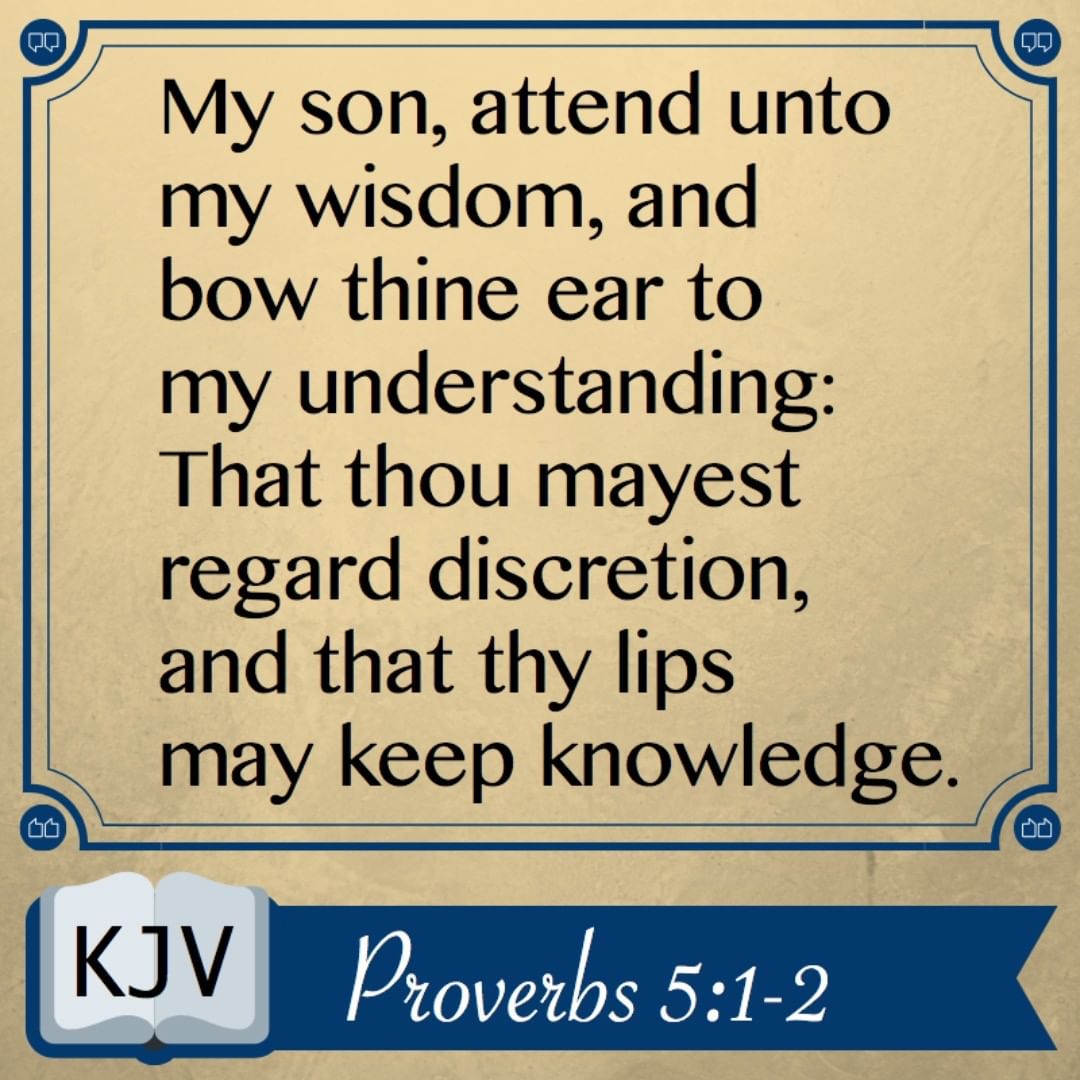 My son, attend unto
my wisdom, and
bow thine ear to
my understanding:
That thou mayest
regard discretion,
and that thy lips
may keep knowledge.
KJV
Proverbs 5:1-2